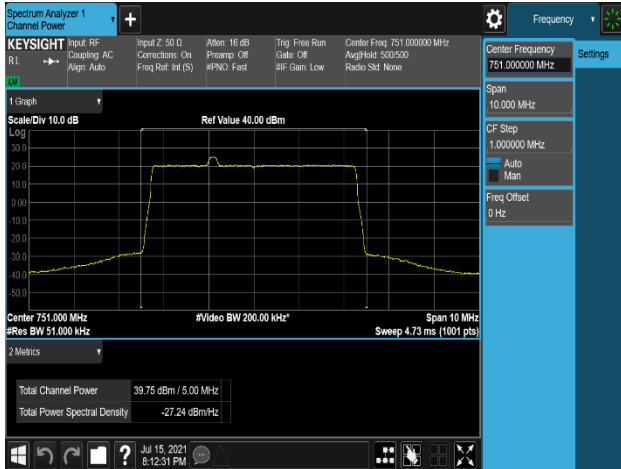 Spectrum Analyzer 1
Channel Power
+
Frequency
KEYSIGHT
R L
LV
Input: RF
Coupling: AC
Align: Auto
Input Z: 50 Ω
Corrections: On
Freq Ref: Int (S)
Atten: 16 dB
Preamp: Off
#PNO: Fast
Trig: Free Run
Gate: Off
#IF Gain: Low
Center Freq: 751.000000 MHz
Avg|Hold: 500/500
Radio Std: None
Center Frequency
751.000000 MHz
Settings
Span
10.000 MHz
CF Step
1.000000 MHz
Auto
Man
Freq Offset
0 Hz
1 Graph
Scale/Div 10.0 dB
Ref Value 40.00 dBm
Log
30.0
20.0
10.0
0.00
-10.0
-20.0
-30.0
-40.0
-50.0
Center 751.000 MHz
#Video BW 200.00 kHz*
Span 10 MHz
#Res BW 51.000 kHz
Sweep 4.73 ms (1001 pts)
2 Metrics
Total Channel Power 39.75 dBm / 5.00 MHz
Total Power Spectral Density -27.24 dBm/Hz
?
Jul 15, 2021
8:12:31 PM